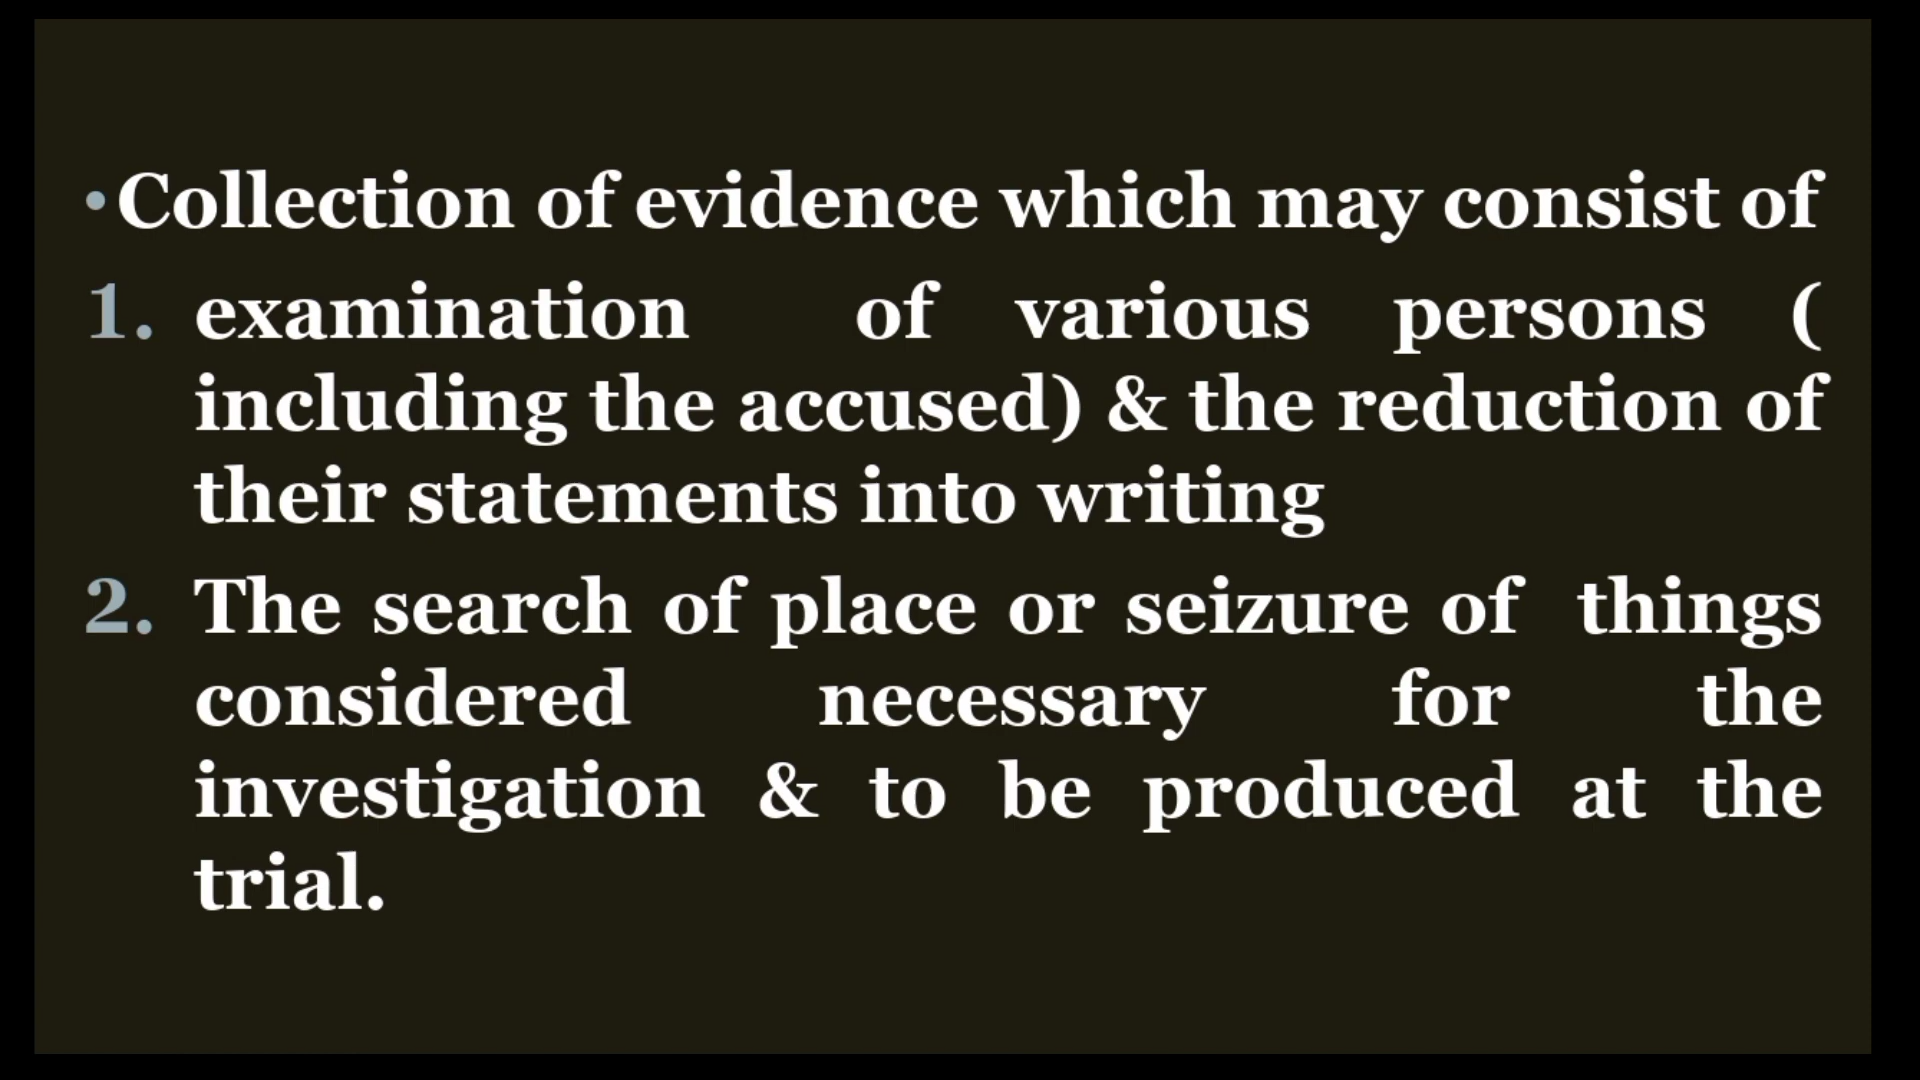 • Collection of evidence which may consist of
1. examination of various persons (
including the accused) & the reduction of
their statements into writing
2. The search of place or seizure of things
considered necessary for the
investigation & to be produced at the
trial.